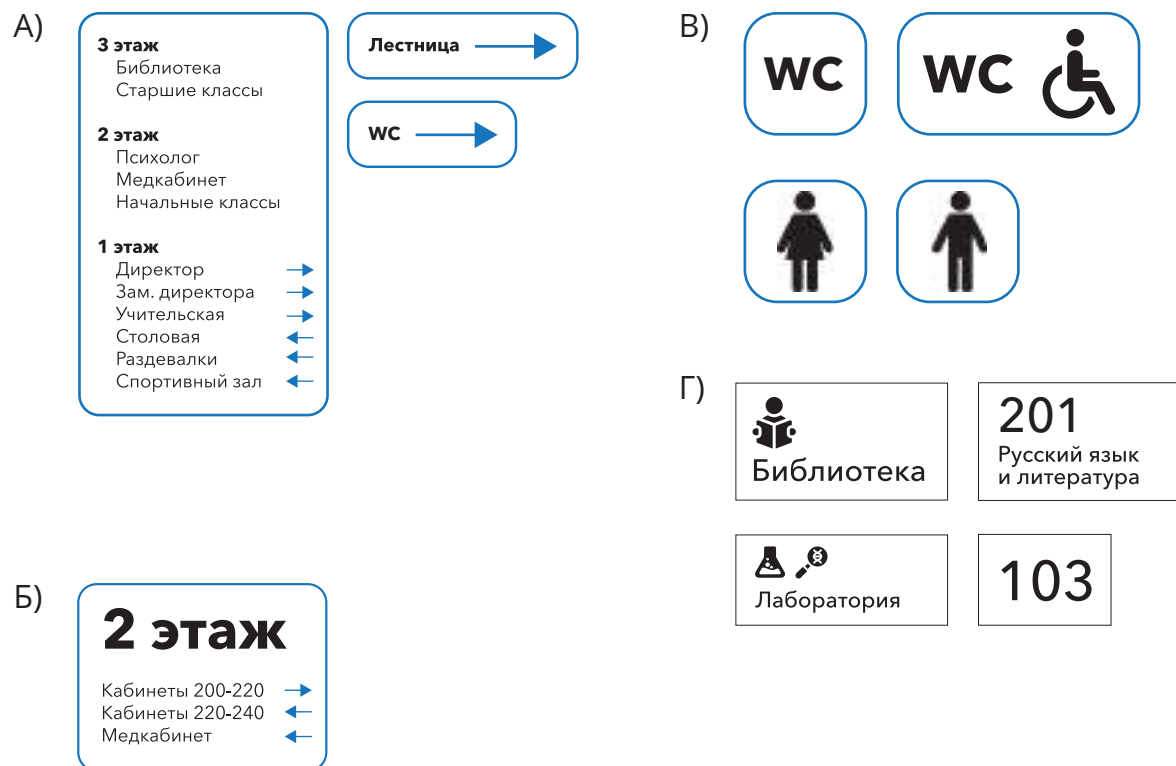 А)
3 этаж
Библиотека
Старшие классы
2 этаж
Психолог
Медкабинет
Начальные классы
1 этаж
Директор
Зам. директора
Учительская
Столовая
Раздевалки
Спортивный зал
Лестница
WC
Б)
2 этаж
Кабинеты 200-220
Кабинеты 220-240
Медкабинет
В)
WC
WC
Г)
Библиотека
201
Русский язык
и литература
Лаборатория
103